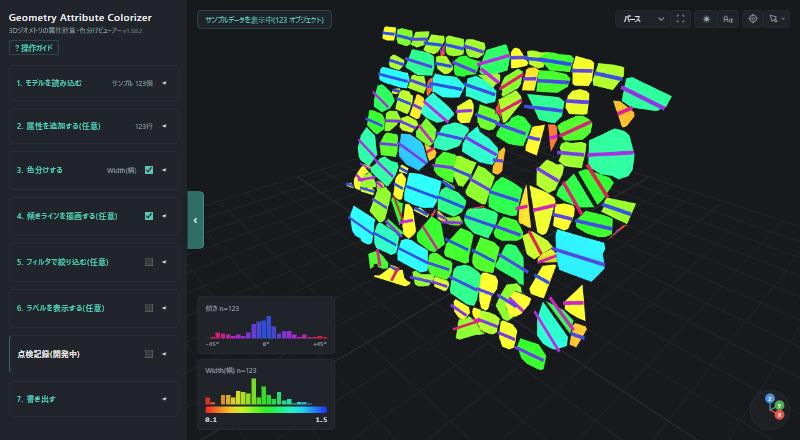 Geometry Attribute Colorizer
3Dジオメトリの属性計算・色分けビューアー v1.50.2
? 操作ガイド
1. モデルを読み込む
サンプル 123個
2. 属性を追加する(任意)
123行
3. 色分けする
Width(幅)
4. 傾きラインを描画する(任意)
5. フィルタで絞り込む(任意)
6. ラベルを表示する(任意)
点検記録(開発中)
7. 書き出す
サンプルデータを表示中(123 オブジェクト)
パース
傾き n=123
-45° 0° +45°
Width(幅) n=123
0.1 1.5
Z
Y
X